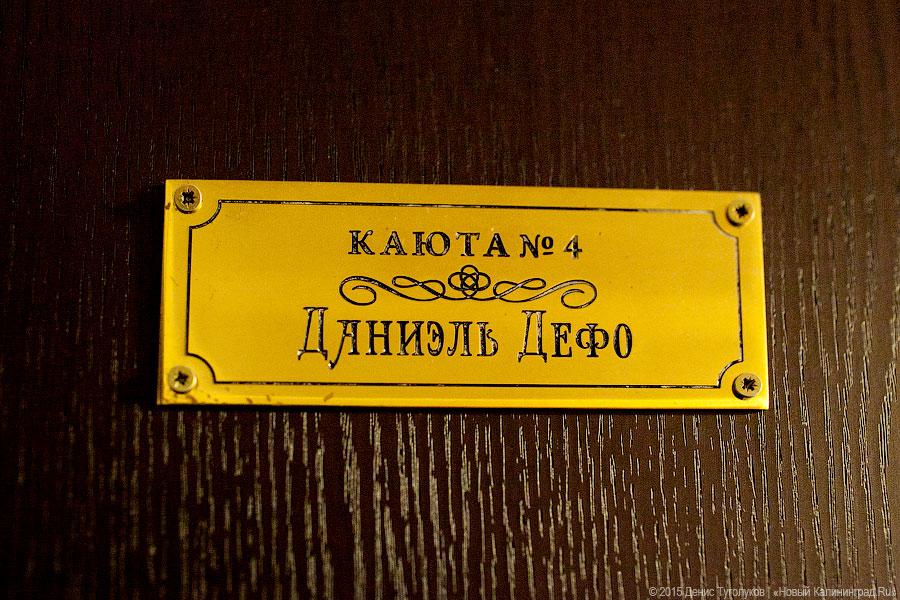 КАЮТА № 4
ДАНИЭЛЬ ДЕФО
© 2015 Денис Туголуков | «Новый Калининград.Ru»